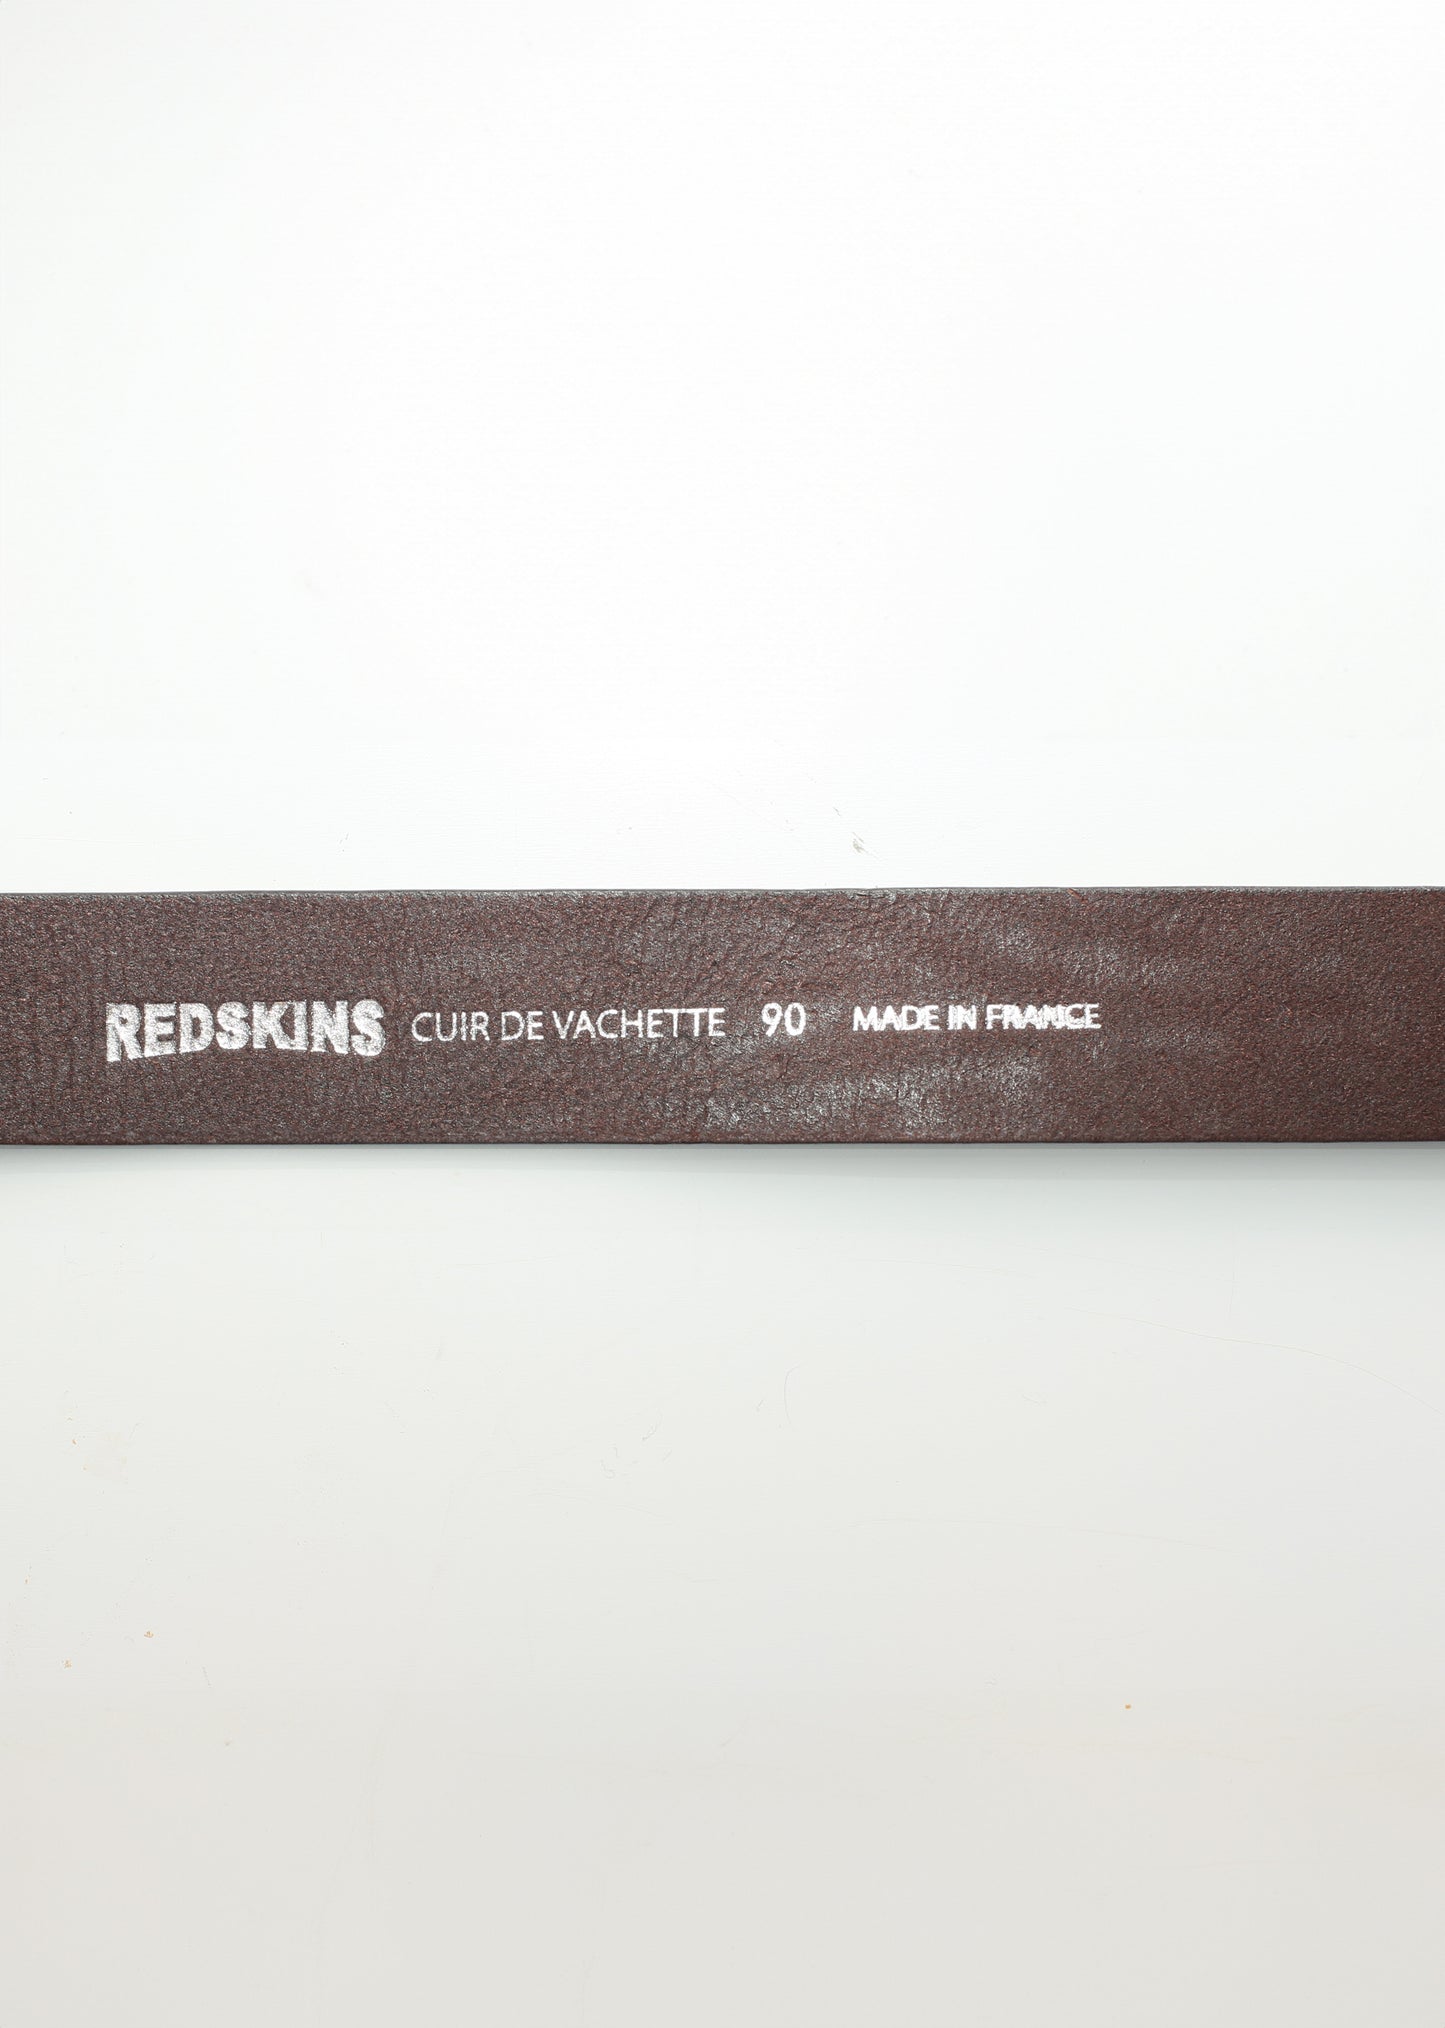 REDSKINS CUIR DE VACHETTE 90 MADE IN FRANCE